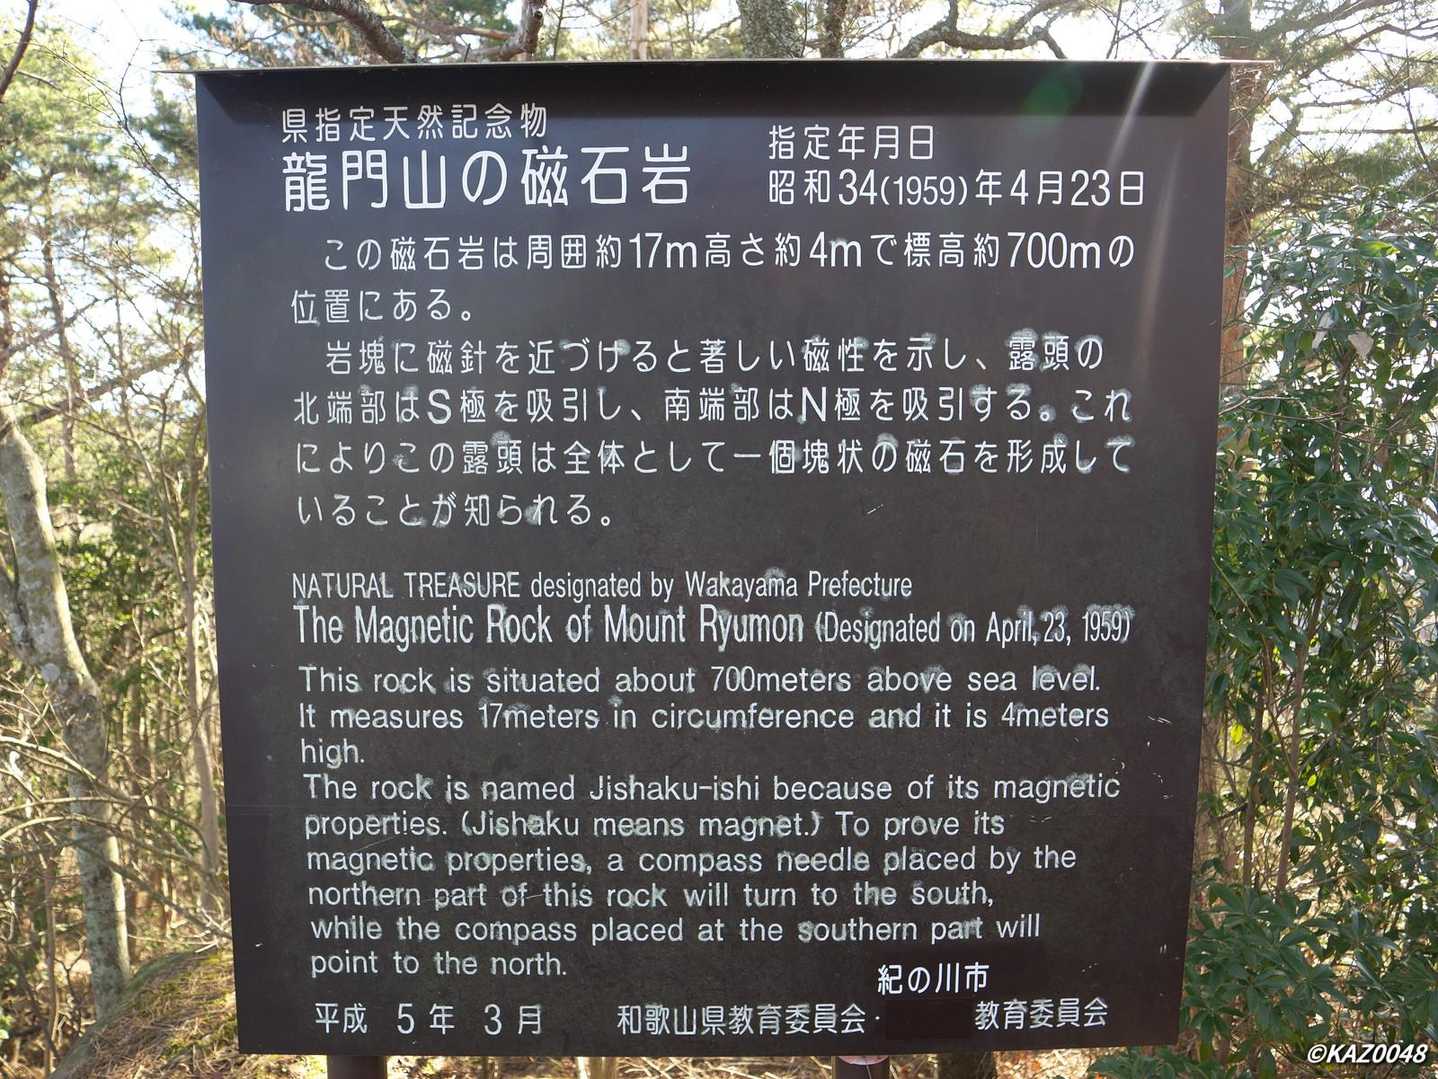 県指定天然記念物
龍門山の磁石岩
指定年月日
昭和34(1959)年4月23日
この磁石岩は周囲約17m高さ約4mで標高約700mの
位置にある。
岩塊に磁針を近づけると著しい磁性を示し、露頭の
北端部はS極を吸引し、南端部はN極を吸引する。これ
によりこの露頭は全体として一個塊状の磁石を形成して
いることが知られる。
NATURAL TREASURE designated by Wakayama Prefecture
The Magnetic Rock of Mount Ryumon (Designated on April, 23, 1959)
This rock is situated about 700meters above sea level.
It measures 17meters in circumference and it is 4meters
high.
The rock is named Jishaku-ishi because of its magnetic
properties. (Jishaku means magnet.) To prove its
magnetic properties, a compass needle placed by the
northern part of this rock will turn to the south,
while the compass placed at the southern part will
point to the north.
紀の川市
平成 5年 3月 和歌山県教育委員会・ 教育委員会
©KAZ0048